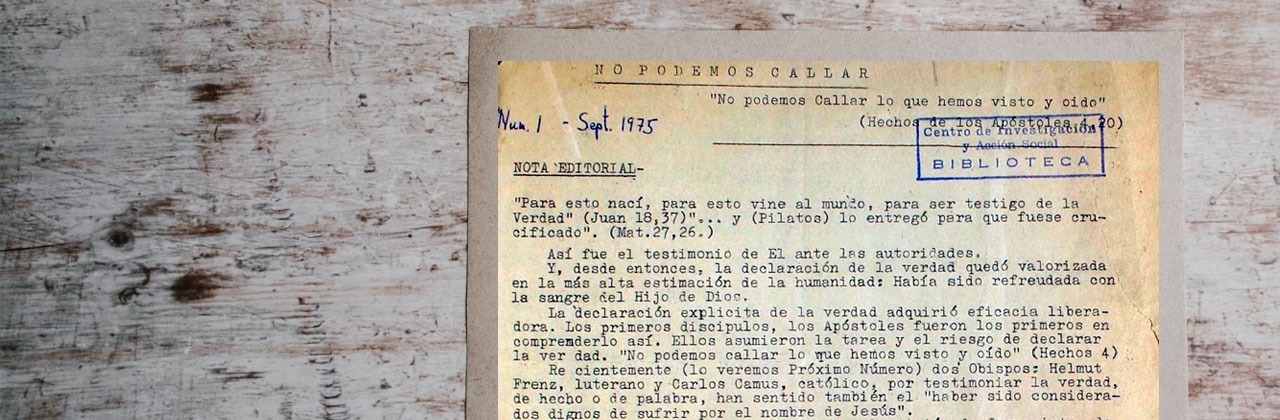 NO PODEMOS CALLAR
"No podemos Callar lo que hemos visto y oido"
(Hechos de los Apóstoles 4,20)
Num. 1 - Sept. 1975
Centro de Investigación
y Acción Social
BIBLIOTECA
NOTA EDITORIAL-
"Para esto nací, para esto vine al mundo, para ser testigo de la
Verdad" (Juan 18,37)"... y (Pilatos) lo entregó para que fuese cru-
cificado". (Mat.27,26.)
Así fue el testimonio de El ante las autoridades.
Y, desde entonces, la declaración de la verdad quedó valorizada
en la más alta estimación de la humanidad: Había sido refreudada con
la sangre del Hijo de Dios.
La declaración explicita de la verdad adquirió eficacia libera-
dora. Los primeros discipulos, los Apóstoles fueron los primeros en
comprenderlo así. Ellos asumieron la tarea y el riesgo de declarar
la ver dad. "No podemos callar lo que hemos visto y oído" (Hechos 4)
Re cientemente (lo veremos Próximo Número) dos Obispos: Helmut
Frenz, luterano y Carlos Camus, católico, por testimoniar la verdad,
de hecho o de palabra, han sentido también el "haber sido considera-
dos dignos de sufrir por el nombre de Jesús".